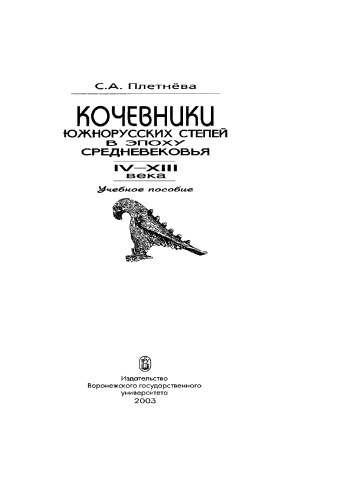 С.А. Плетнёва
КОЧЕВНИКИ
ЮЖНОРУССКИХ СТЕПЕЙ
В ЭПОХУ
СРЕДНЕВЕКОВЬЯ
IV—XIII
века
Учебное пособие
Издательство
Воронежского государственного
университета
2003